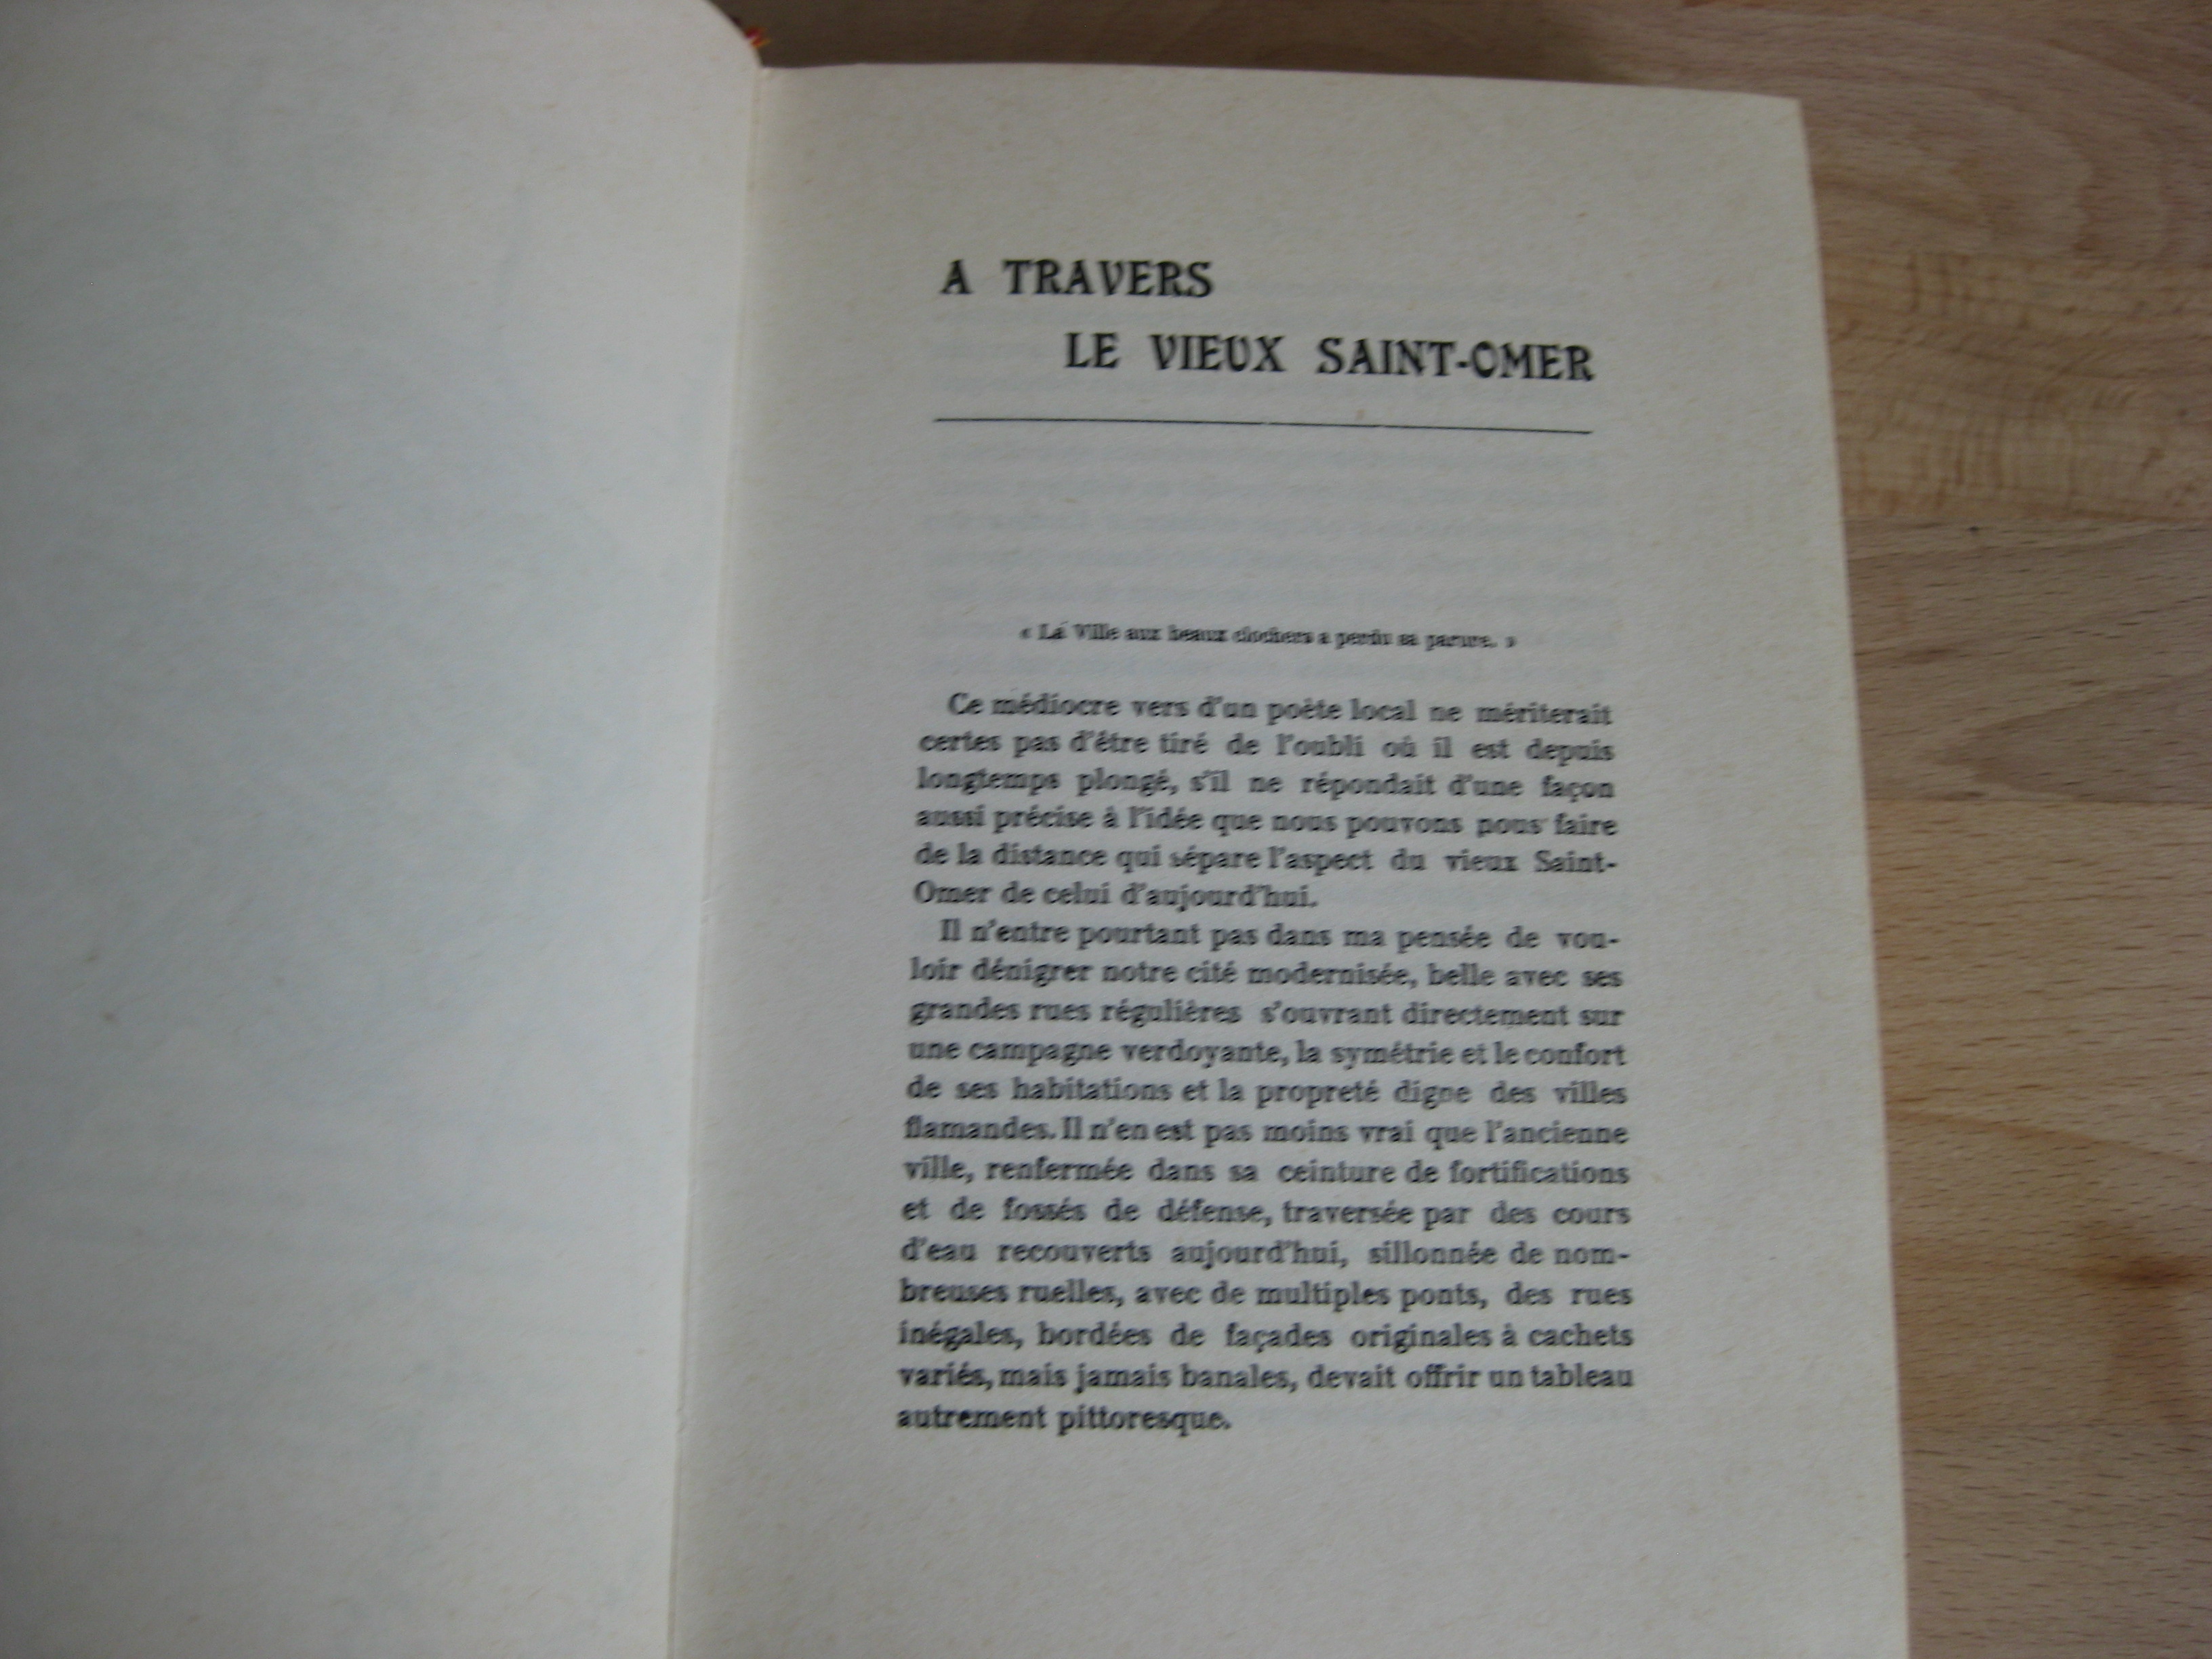 A TRAVERS
LE VIEUX SAINT-OMER
« La Ville aux beaux clochers a perdu sa parure. »
Ce médiocre vers d'un poète local ne mériterait
certes pas d'être tiré de l'oubli où il est depuis
longtemps plongé, s'il ne répondait d'une façon
aussi précise à l'idée que nous pouvons nous faire
de la distance qui sépare l'aspect du vieux Saint-
Omer de celui d'aujourd'hui.
Il n'entre pourtant pas dans ma pensée de vou-
loir dénigrer notre cité modernisée, belle avec ses
grandes rues régulières s'ouvrant directement sur
une campagne verdoyante, la symétrie et le confort
de ses habitations et la propreté digne des villes
flamandes. Il n'en est pas moins vrai que l'ancienne
ville, renfermée dans sa ceinture de fortifications
et de fossés de défense, traversée par des cours
d'eau recouverts aujourd'hui, sillonnée de nom-
breuses ruelles, avec de multiples ponts, des rues
inégales, bordées de façades originales à cachets
variés, mais jamais banales, devait offrir un tableau
autrement pittoresque.